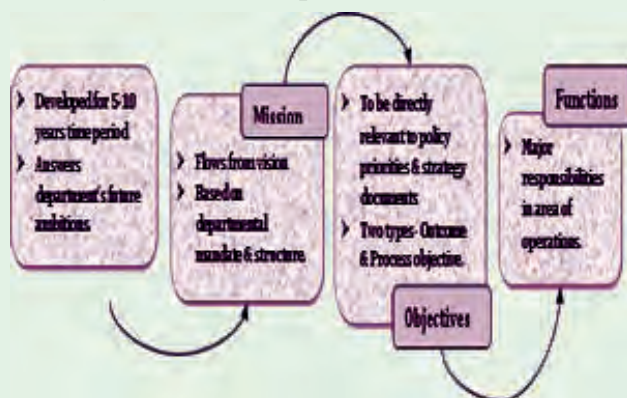 ➤ Developed for 5-10
years time period
➤ Answers
department's future
ambitions.
Mission
➤ Flows from vision
➤ Based on
departmental
mandate & structure.
➤ To be directly
relevant to policy
priorities & strategy
documents
➤ Two types- Outcome
& Process objective.
Objectives
Functions
➤ Major
responsibilities
in area of
operations.